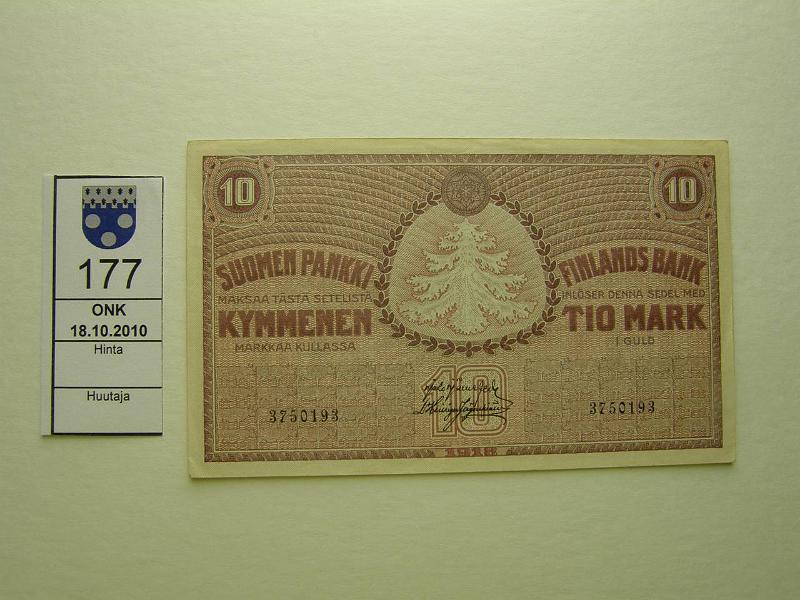 177
ONK
18.10.2010
Hinta
Huutaja
10
10
SUOMEN PANKKI
MAKSAA TÄSTÄ SETELISTÄ
KYMMENEN
MARKKAA KULLASSA
FINLANDS BANK
INLÖSER DENNA SEDEL MED
TIO MARK
I GULD
3750193
10
3750193
1918